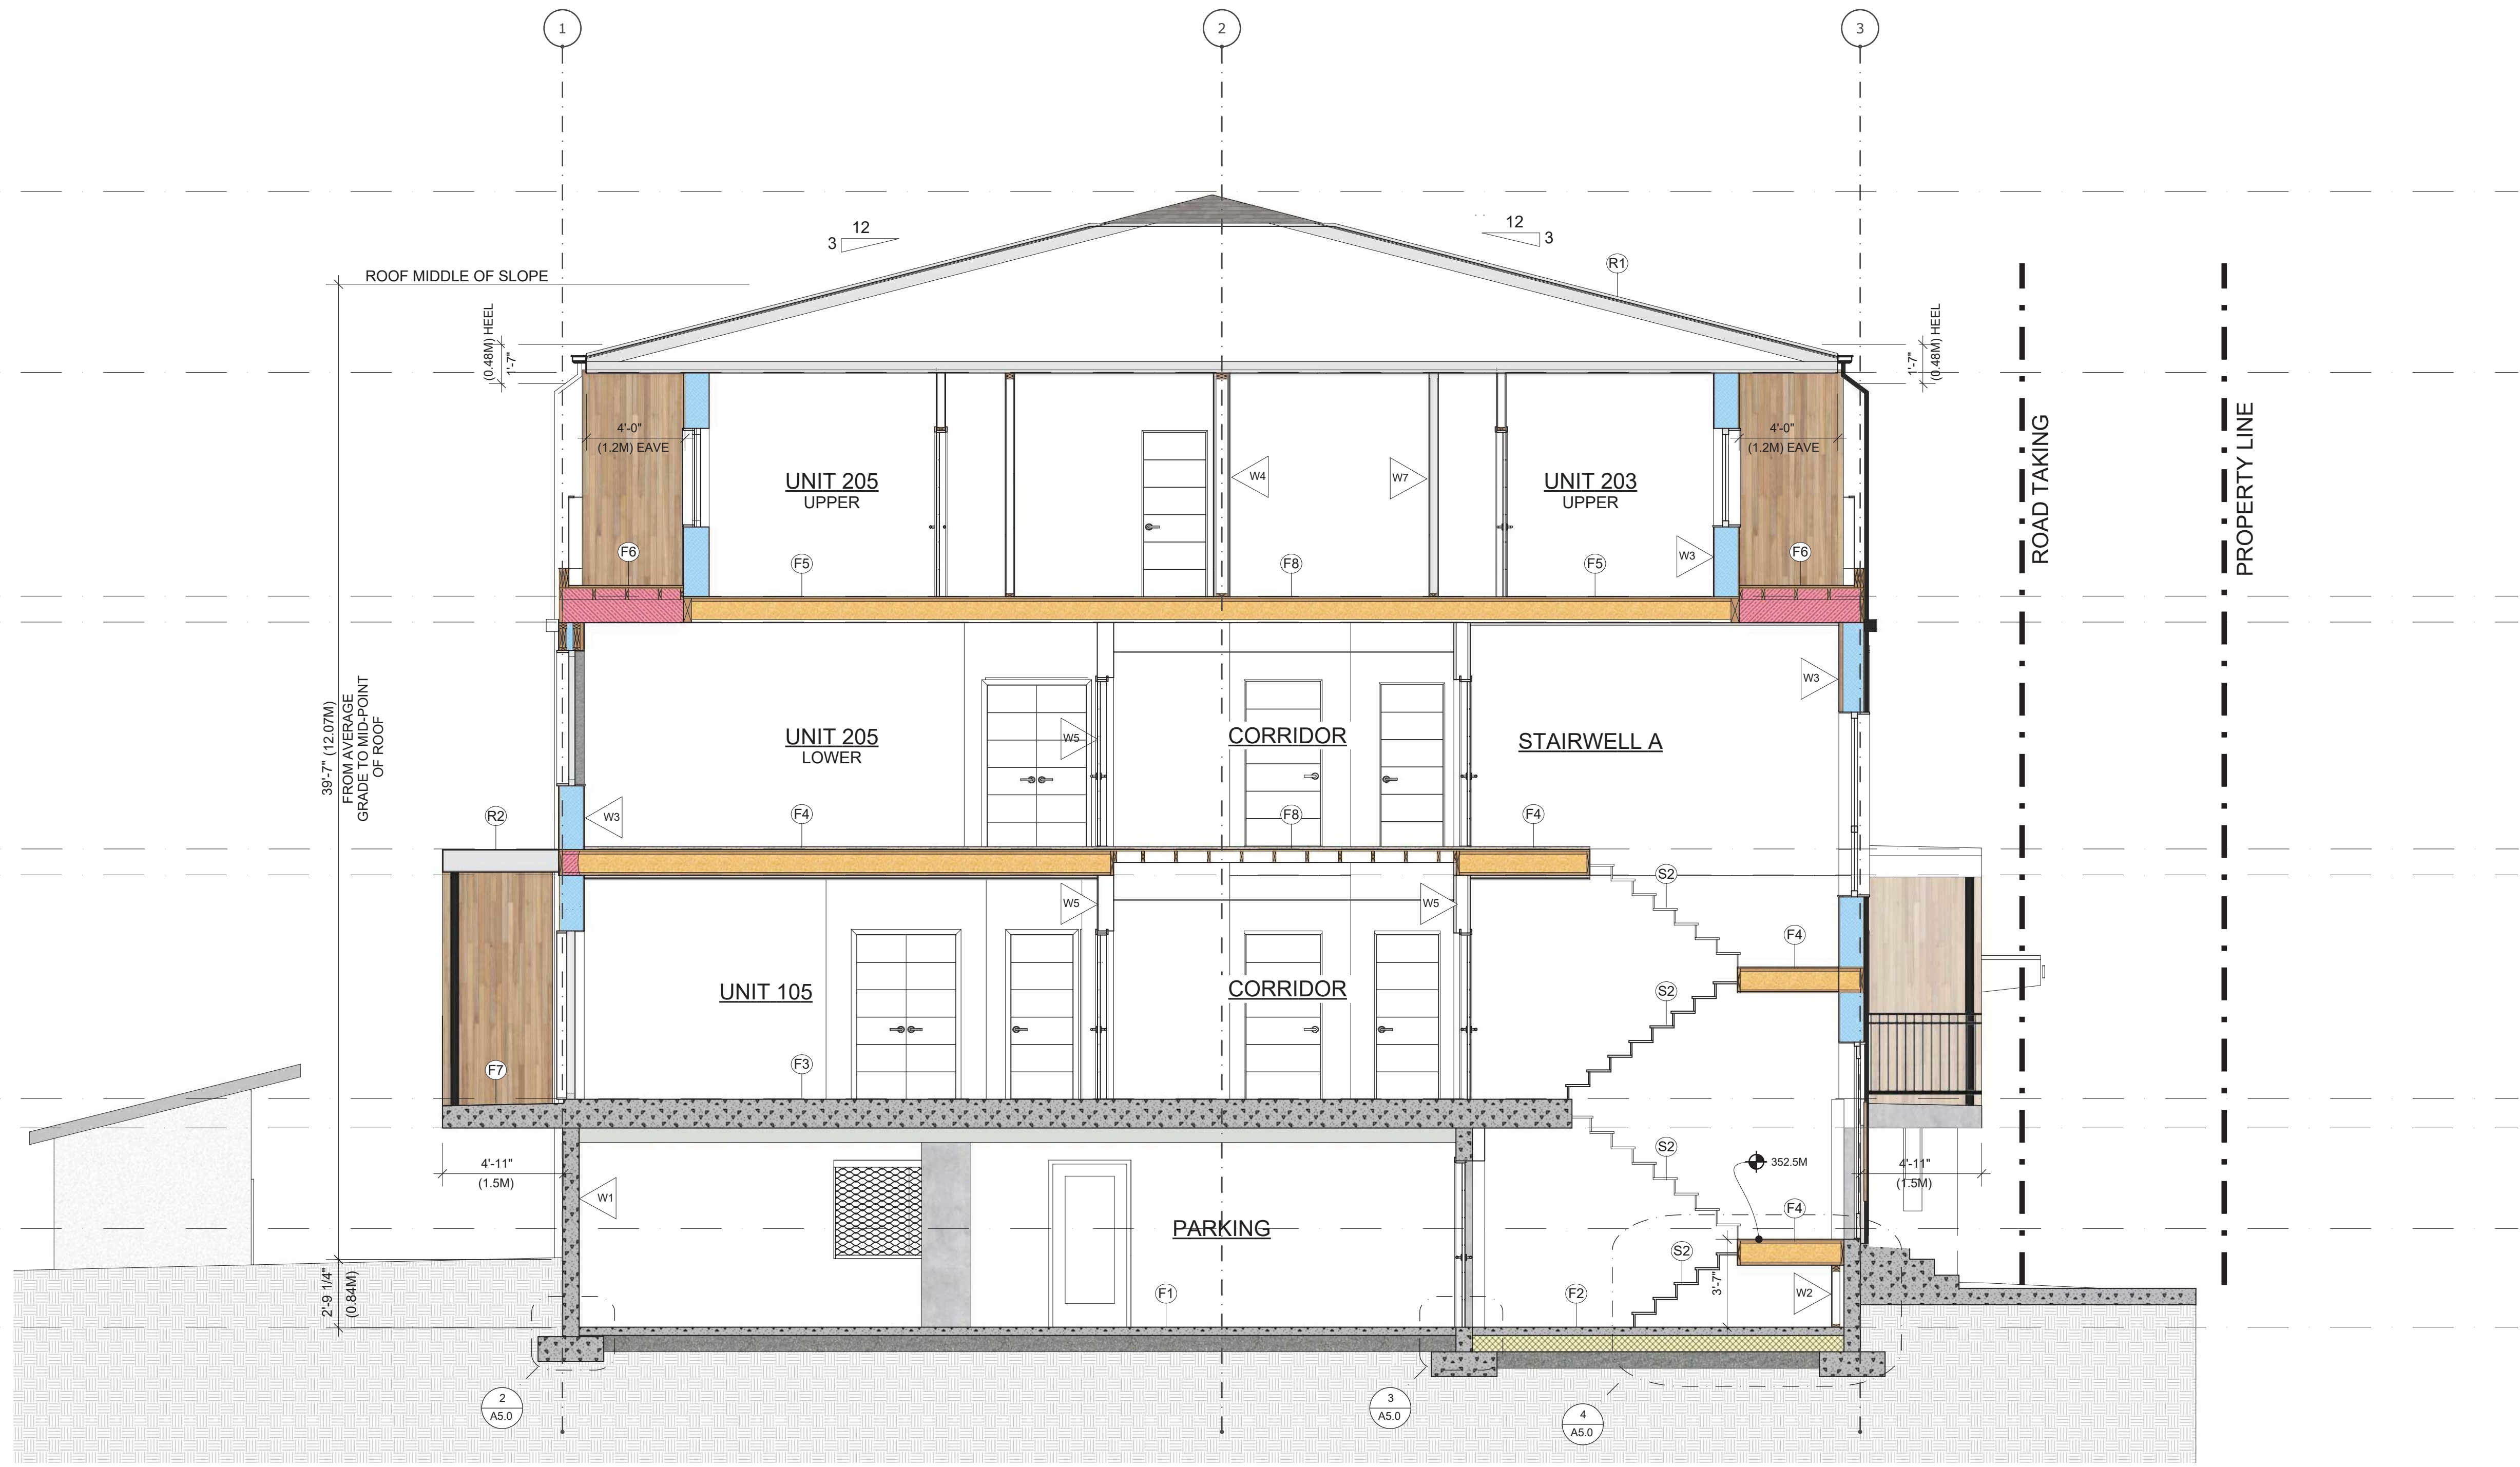 1
2
3
12
3
12
3
R1
ROOF MIDDLE OF SLOPE
1'-7"
(0.48M) HEEL
1'-7"
(0.48M) HEEL
4'-0"
(1.2M) EAVE
4'-0"
(1.2M) EAVE
ROAD TAKING
PROPERTY LINE
UNIT 205
UPPER
W4
W7
UNIT 203
UPPER
F6
F5
F8
F5
W3
F6
39'-7" (12.07M)
FROM AVERAGE
GRADE TO MID-POINT
OF ROOF
W3
UNIT 205
LOWER
W5
CORRIDOR
STAIRWELL A
R2
W3
F4
F8
F4
S2
W5
W5
F4
UNIT 105
CORRIDOR
S2
F7
F3
4'-11"
(1.5M)
S2
352.5M
4'-11"
(1.5M)
W1
F4
PARKING
S2
3'-7"
2'-9 1/4"
(0.84M)
F1
F2
W2
2
A5.0
3
A5.0
4
A5.0